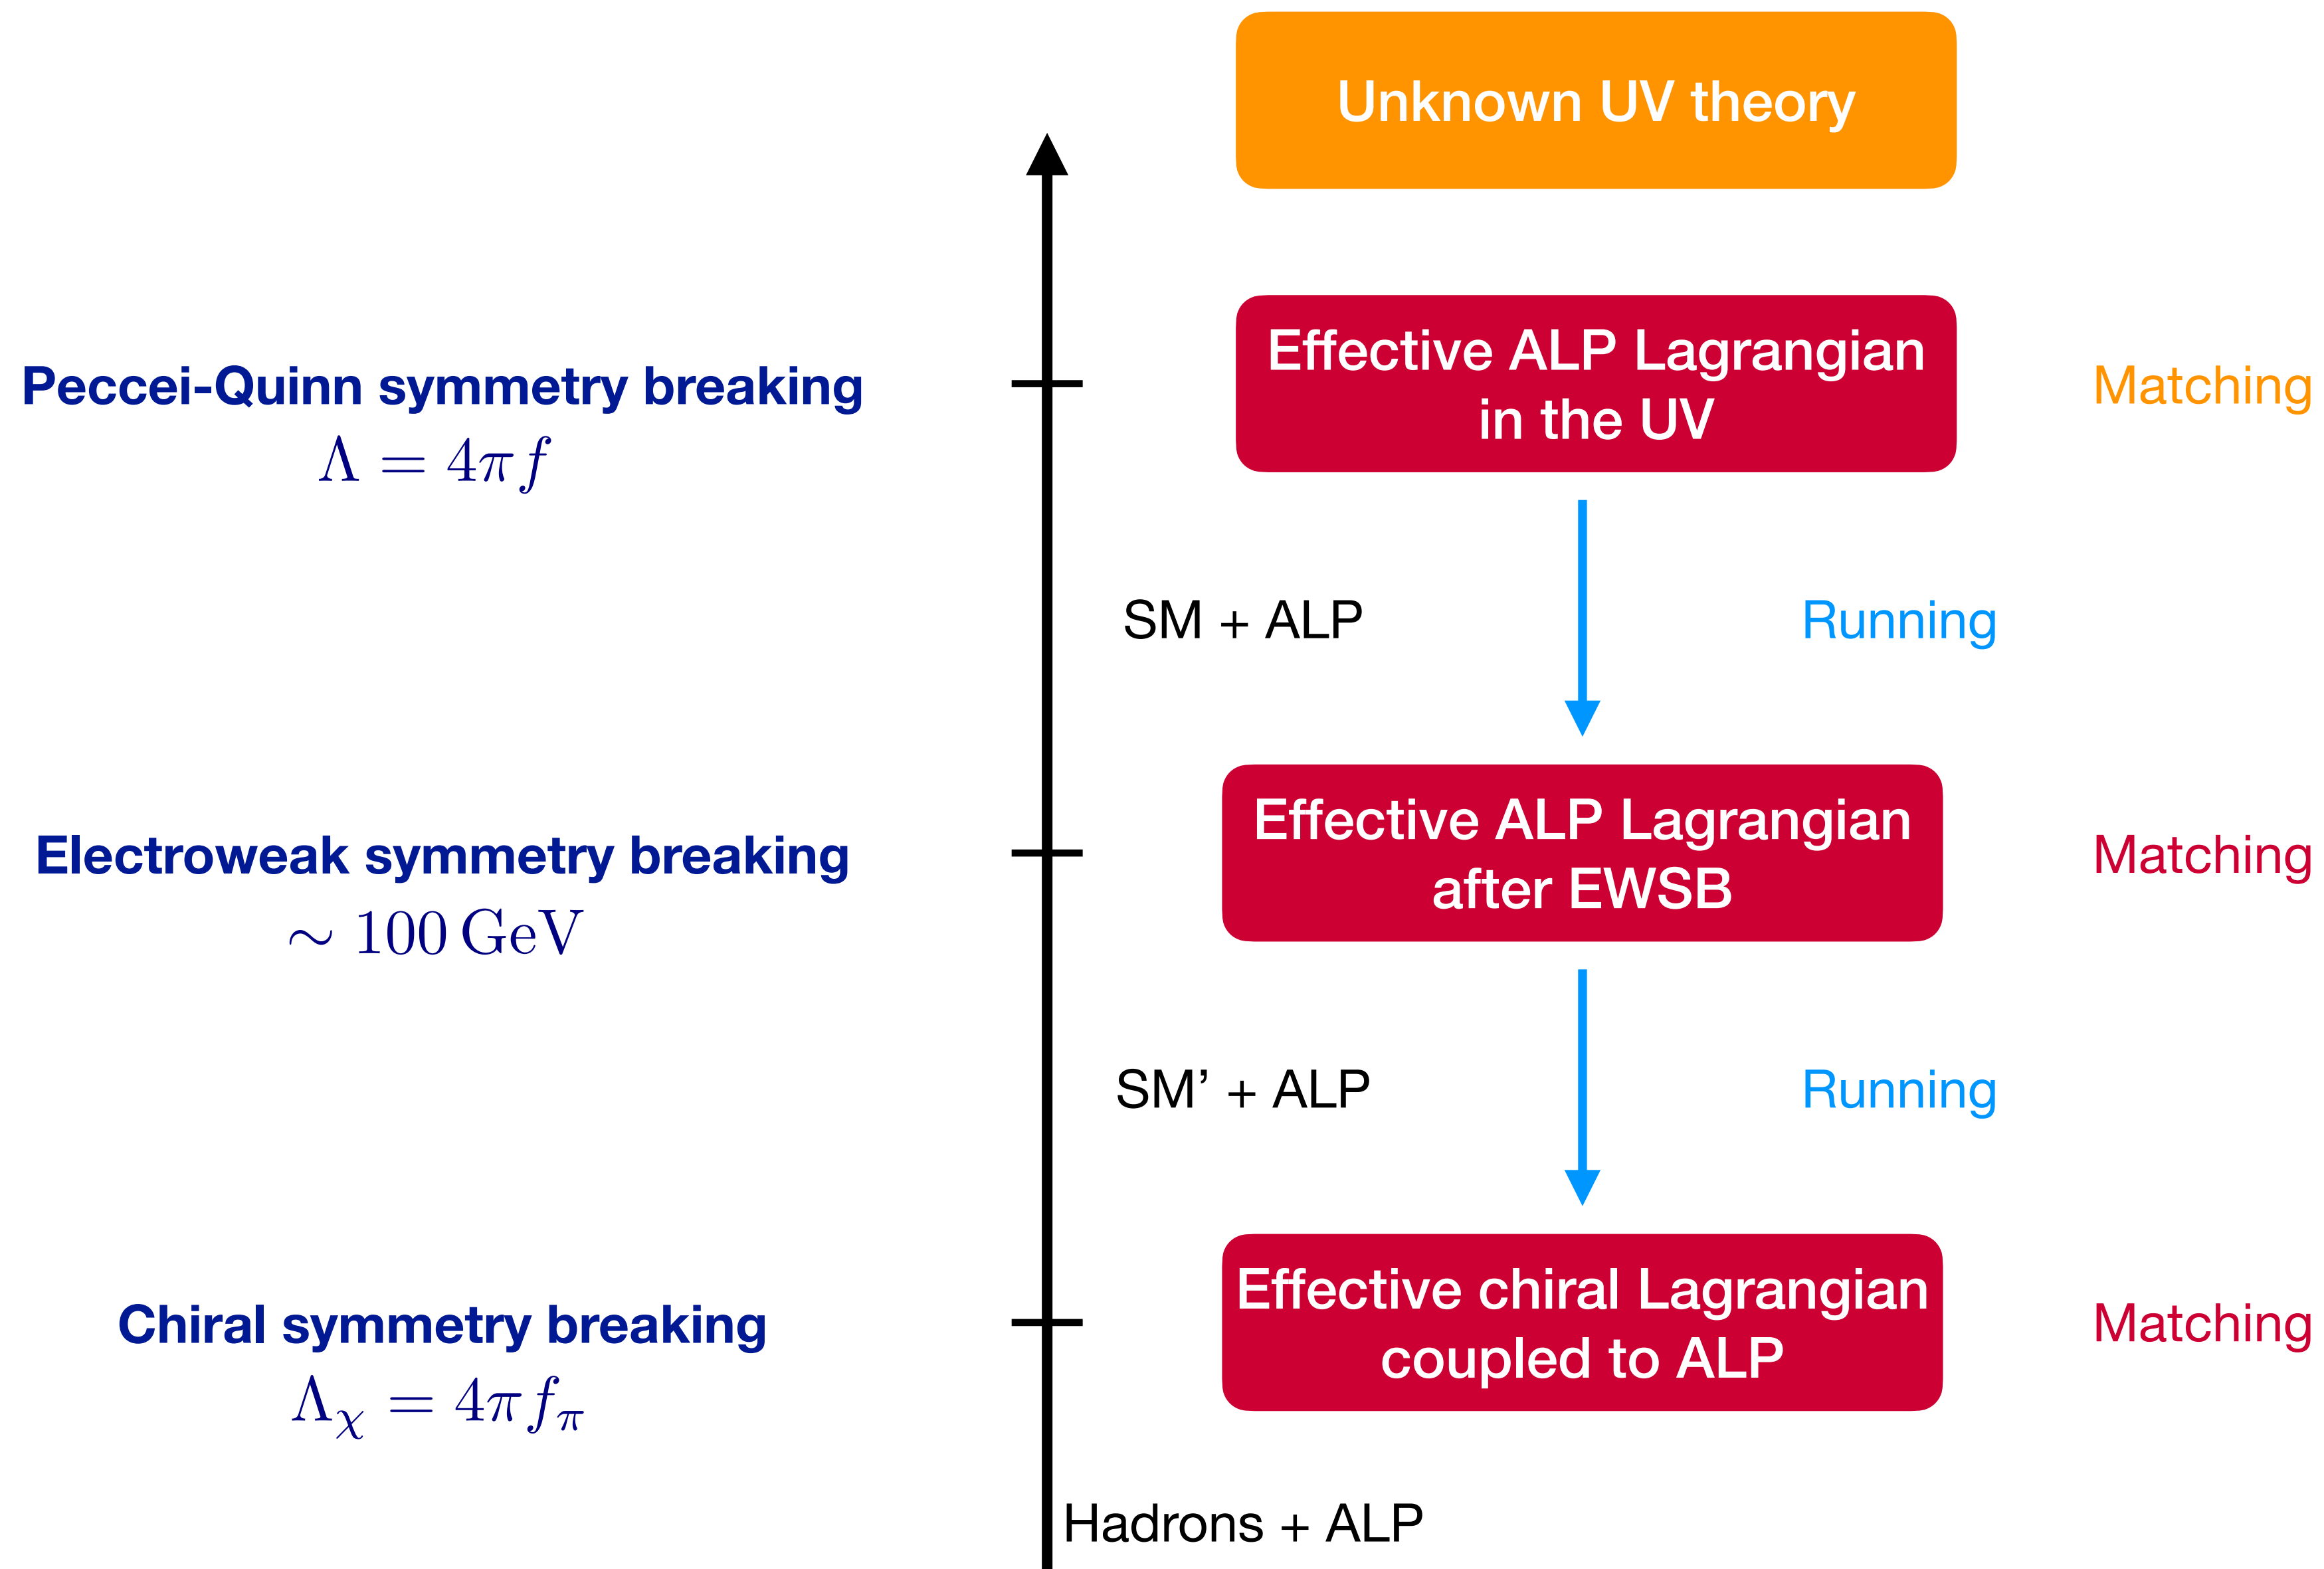 Unknown UV theory
Peccei-Quinn symmetry breaking
Λ = 4πf
Effective ALP Lagrangian
in the UV
Matching
SM + ALP
Running
Electroweak symmetry breaking
∼ 100 GeV
Effective ALP Lagrangian
after EWSB
Matching
SM’ + ALP
Running
Chiral symmetry breaking
Λ_χ = 4πf_π
Effective chiral Lagrangian
coupled to ALP
Matching
Hadrons + ALP